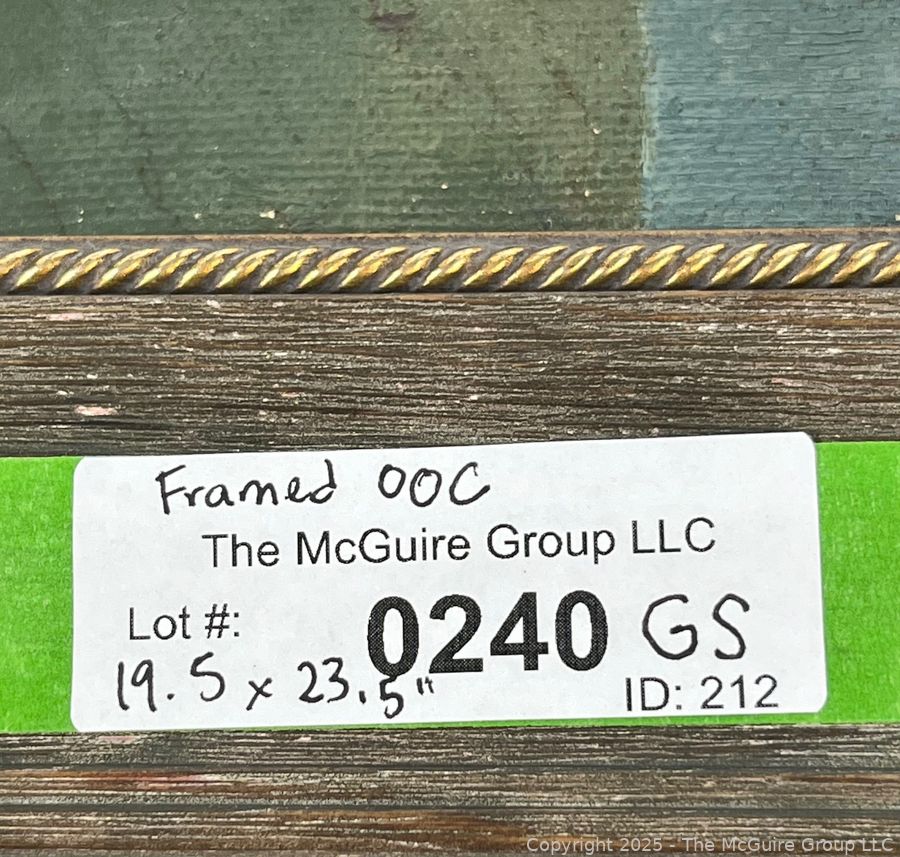 Framed OOC
The McGuire Group LLC
Lot #: 0240 GS
19.5 x 23.5"
ID: 212
Copyright 2025 - The McGuire Group LLC